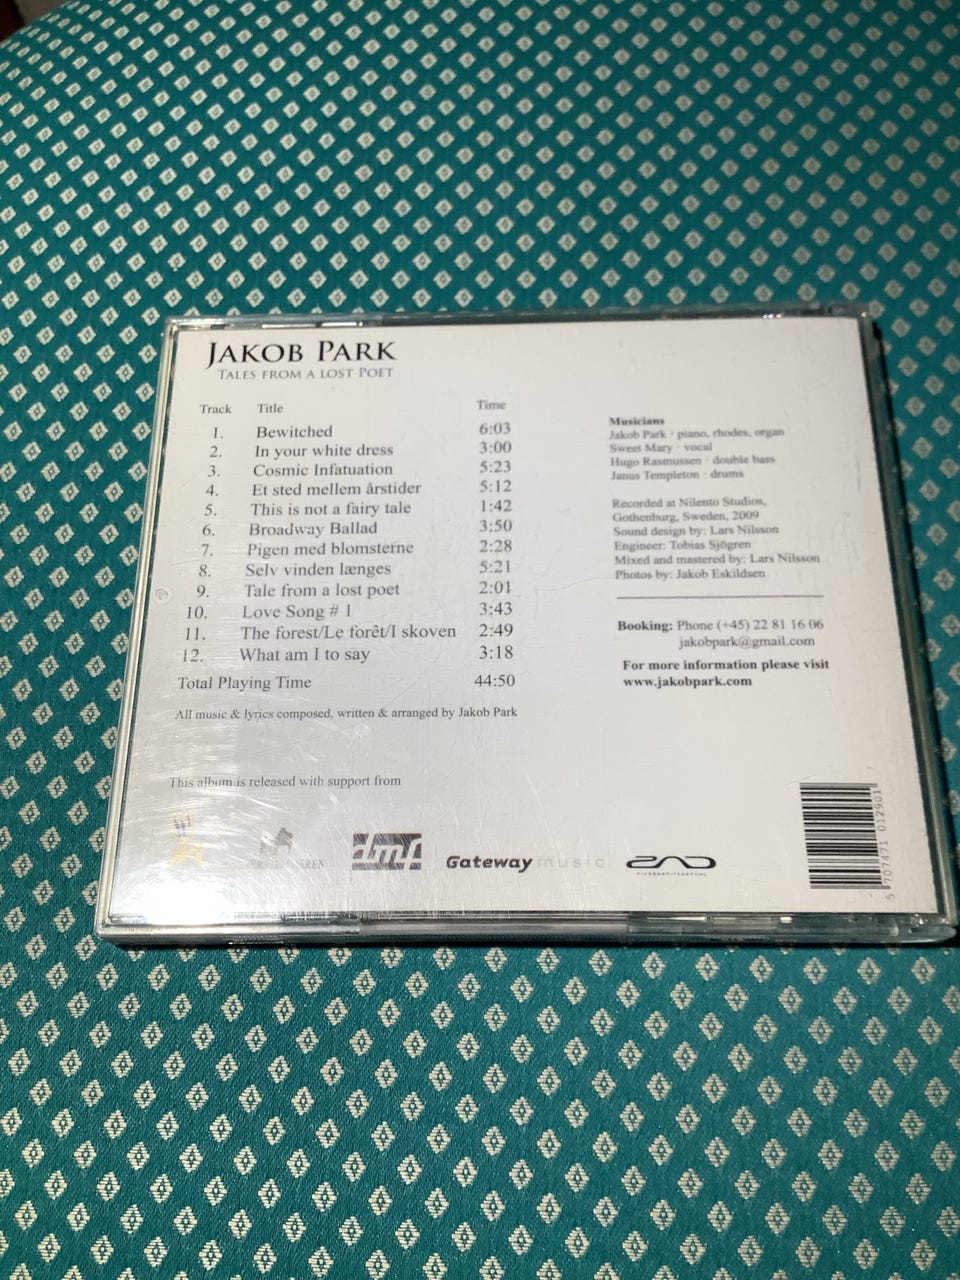 JAKOB PARK
TALES FROM A LOST POET
Track Title Time
1. Bewitched 6:03
2. In your white dress 3:00
3. Cosmic Infatuation 5:23
4. Et sted mellem årstider 5:12
5. This is not a fairy tale 1:42
6. Broadway Ballad 3:50
7. Pigen med blomsterne 2:28
8. Selv vinden længes 5:21
9. Tale from a lost poet 2:01
10. Love Song # 1 3:43
11. The forest/Le forêt/I skoven 2:49
12. What am I to say 3:18
Total Playing Time 44:50
All music & lyrics composed, written & arranged by Jakob Park
Musicians
Jakob Park · piano, rhodes, organ
Sweet Mary · vocal
Hugo Rasmussen · double bass
Janus Templeton · drums
Recorded at Nilento Studios,
Gothenburg, Sweden, 2009
Sound design by: Lars Nilsson
Engineer: Tobias Sjögren
Mixed and mastered by: Lars Nilsson
Photos by: Jakob Eskildsen
Booking: Phone (+45) 22 81 16 06
jakobpark@gmail.com
For more information please visit
www.jakobpark.com
This album is released with support from
dmf
Gateway music
5 707471 012901